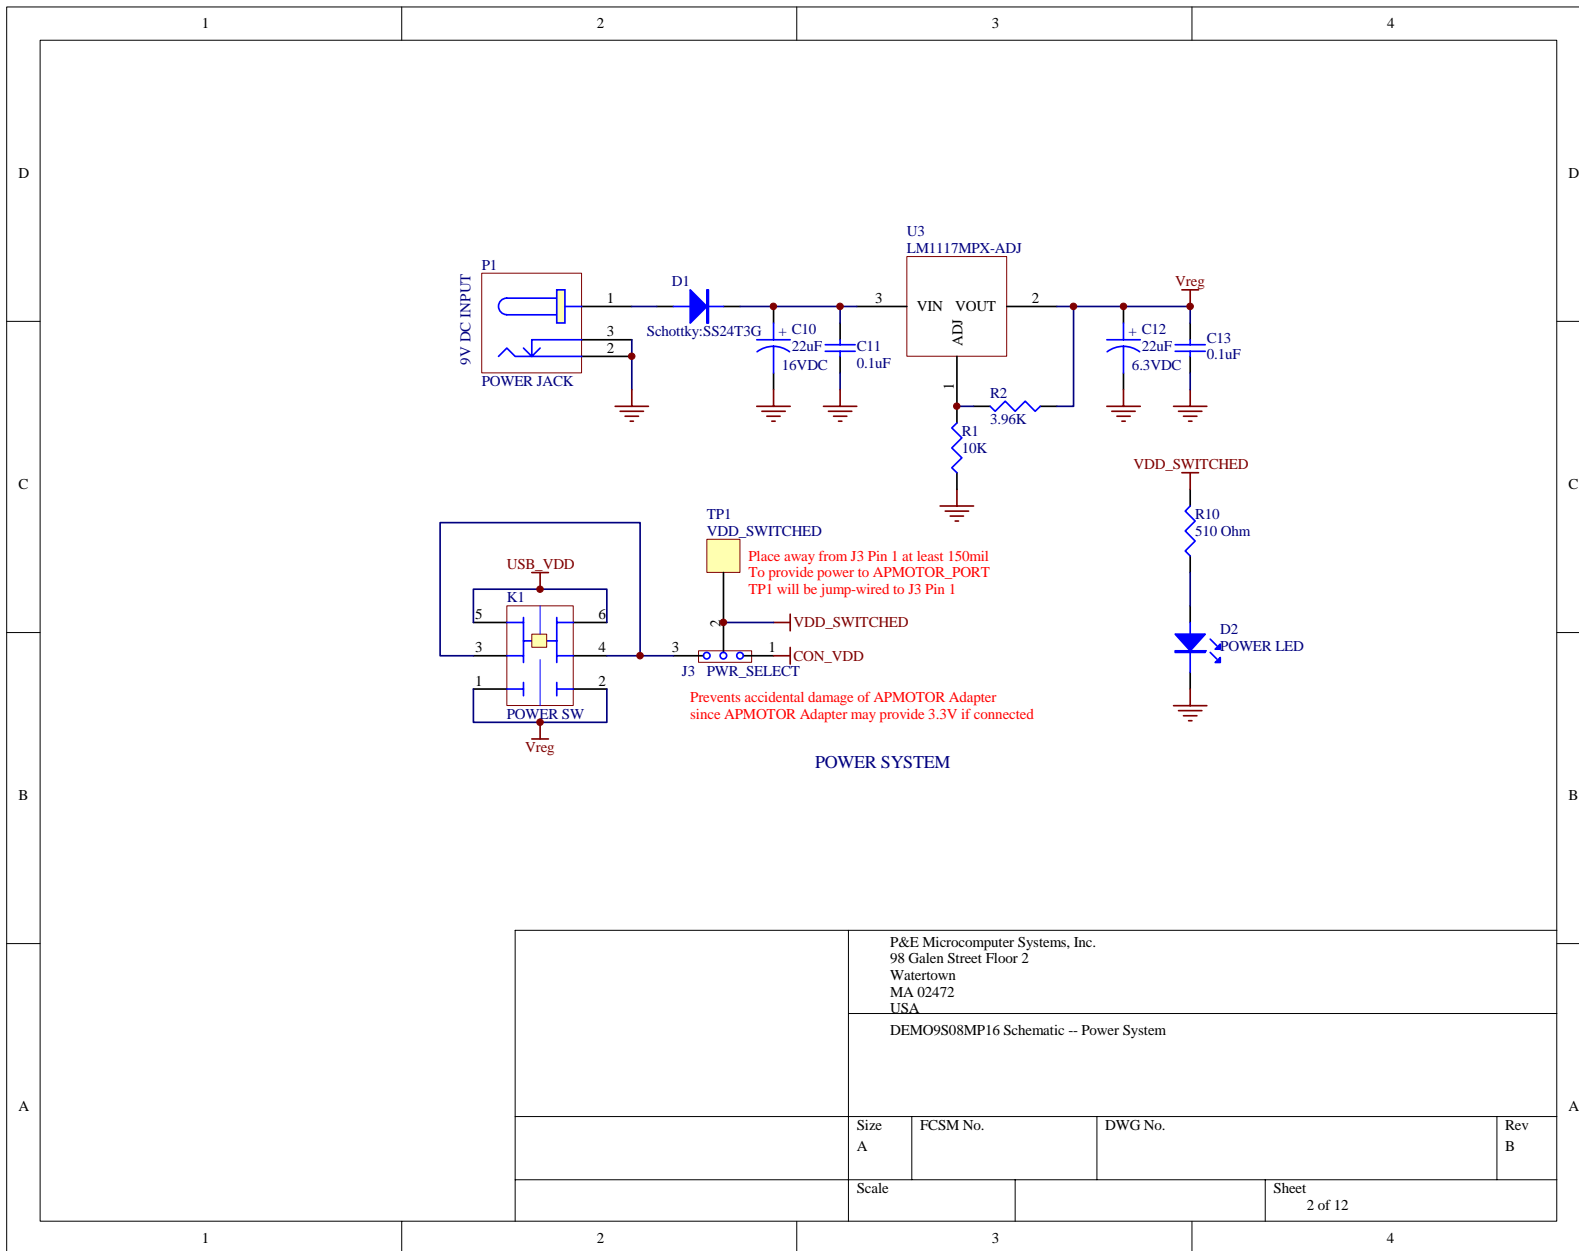 1
2
3
4
D
D
U3
LM1117MPX-ADJ
P1
9V DC INPUT
D1
Vreg
1
3
VIN VOUT
2
ADJ
3
2
Schottky:SS24T3G
+ C10
22uF
16VDC
C11
0.1uF
+ C12
22uF
6.3VDC
C13
0.1uF
POWER JACK
1
R2
3.96K
R1
10K
VDD_SWITCHED
C
C
R10
510 Ohm
TP1
VDD_SWITCHED
Place away from J3 Pin 1 at least 150mil
To provide power to APMOTOR_PORT
TP1 will be jump-wired to J3 Pin 1
USB_VDD
K1
5
6
2
VDD_SWITCHED
3
4
3
1
CON_VDD
J3 PWR_SELECT
D2
POWER LED
1
2
POWER SW
Vreg
Prevents accidental damage of APMOTOR Adapter
since APMOTOR Adapter may provide 3.3V if connected
POWER SYSTEM
B
B
P&E Microcomputer Systems, Inc.
98 Galen Street Floor 2
Watertown
MA 02472
USA
DEMO9S08MP16 Schematic -- Power System
A
A
Size
A
FCSM No.
DWG No.
Rev
B
Scale
Sheet
2 of 12
1
2
3
4